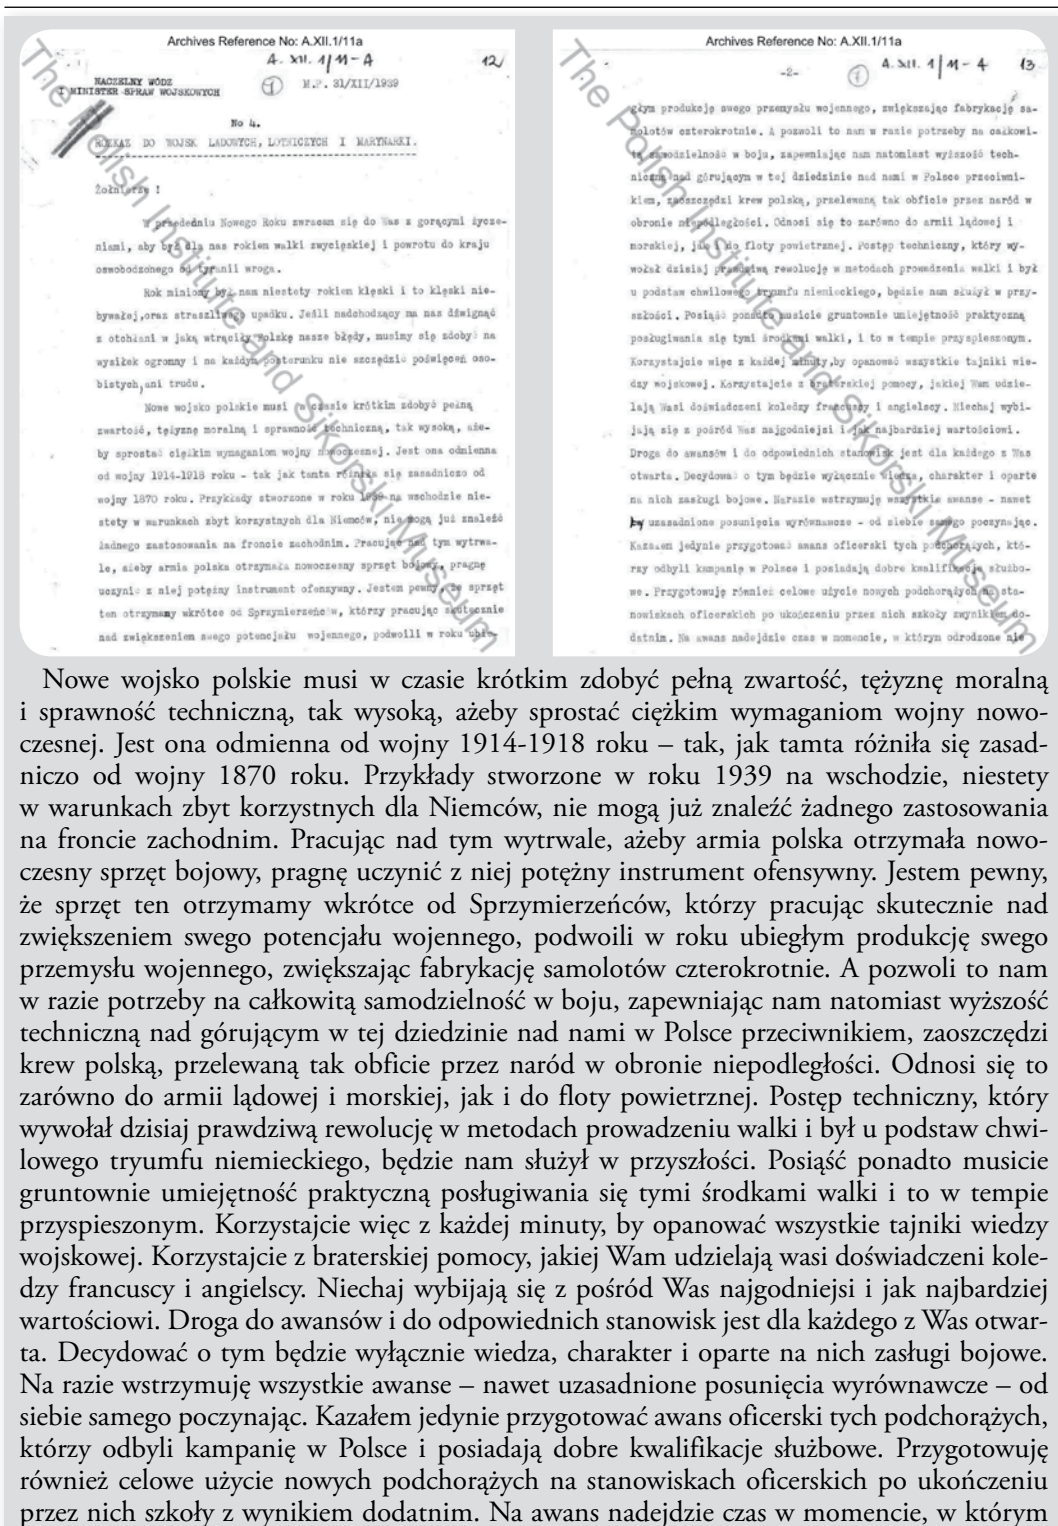 Archives Reference No: A.XII.1/11a
A. XII. 1/11-A
12/
NACZELNY WÓDZ
I MINISTER SPRAW WOJSKOWYCH
1
M.P. 31/XII/1939
No 4.
ROZKAZ DO WOJSK LĄDOWYCH, LOTNICZYCH I MARYNARKI.
Żołnierze !
W przededniu Nowego Roku zwracam się do Was z gorącymi życze-
niami, aby był dla nas rokiem walki zwycięskiej i powrotu do kraju
oswobodzonego od tyranii wroga.
Rok miniony był nam niestety rokiem klęski i to klęski nie-
bywałej,oraz straszliwego upadku. Jeśli nadchodzący ma nas dźwignąć
z otchłani w jaką wtrąciły Polskę nasze błędy, musimy się zdobyć na
wysiłek ogromny i na każdym posterunku nie szczędzić poświęceń oso-
bistych,ani trudu.
Nowe wojsko polskie musi w czasie krótkim zdobyć pełną
zwartość, tężyznę moralną i sprawność techniczną, tak wysoką, aże-
by sprostać ciężkim wymaganiom wojny nowoczesnej. Jest ona odmienna
od wojny 1914-1918 roku - tak jak tamta różniła się zasadniczo od
wojny 1870 roku. Przykłady stworzone w roku 1939 na wschodzie nie-
stety w warunkach zbyt korzystnych dla Niemców, nie mogą już znaleźć
żadnego zastosowania na froncie zachodnim. Pracując nad tym wytrwa-
le, ażeby armia polska otrzymała nowoczesny sprzęt bojowy, pragnę
uczynić z niej potężny instrument ofensywny. Jestem pewny, że sprzęt
ten otrzymamy wkrótce od Sprzymierzeńców, którzy pracując skutecznie
nad zwiększeniem swego potencjału wojennego, podwoili w roku ubie-
The Polish Institute and Sikorski Museum
Archives Reference No: A.XII.1/11a
-2-
1
A. XII. 1/11-A
13
głym produkcję swego przemysłu wojennego, zwiększając fabrykację sa-
molotów czterokrotnie. A pozwoli to nam w razie potrzeby na całkowi-
tą samodzielność w boju, zapewniając nam natomiast wyższość tech-
niczną nad górującym w tej dziedzinie nad nami w Polsce przeciwni-
kiem, zaoszczędzi krew polską, przelewaną tak obficie przez naród w
obronie niepodległości. Odnosi się to zarówno do armii lądowej i
morskiej, jak i do floty powietrznej. Postęp techniczny, który wy-
wołał dzisiaj prawdziwą rewolucję w metodach prowadzenia walki i był
u podstaw chwilowego tryumfu niemieckiego, będzie nam służył w przy-
szłości. Posiąść ponadto musicie gruntownie umiejętność praktyczną
posługiwania się tymi środkami walki, i to w tempie przyspieszonym.
Korzystajcie więc z każdej minuty,by opanować wszystkie tajniki wie-
dzy wojskowej. Korzystajcie z braterskiej pomocy, jakiej Wam udzie-
lają Wasi doświadczeni koledzy francuscy i angielscy. Niechaj wybi-
jają się z pośród Was najgodniejsi i jak najbardziej wartościowi.
Droga do awansów i do odpowiednich stanowisk jest dla każdego z Was
otwarta. Decydować o tym będzie wyłącznie wiedza, charakter i oparte
na nich zasługi bojowe. Narazie wstrzymuję wszystkie awanse - nawet
uzasadnione posunięcia wyrównawcze - od siebie samego poczynając.
Kazałem jedynie przygotować awans oficerski tych podchorążych, któ-
rzy odbyli kampanię w Polsce i posiadają dobre kwalifikacje służbo-
we. Przygotowuję również celowe użycie nowych podchorążych na sta-
nowiskach oficerskich po ukończeniu przez nich szkoły z wynikiem do-
datnim. Na awans nadejdzie czas w momencie, w którym odrodzone nie
The Polish Institute and Sikorski Museum
Nowe wojsko polskie musi w czasie krótkim zdobyć pełną zwartość, tężyznę moralną
i sprawność techniczną, tak wysoką, ażeby sprostać ciężkim wymaganiom wojny nowo-
czesnej. Jest ona odmienna od wojny 1914-1918 roku – tak, jak tamta różniła się zasad-
niczo od wojny 1870 roku. Przykłady stworzone w roku 1939 na wschodzie, niestety
w warunkach zbyt korzystnych dla Niemców, nie mogą już znaleźć żadnego zastosowania
na froncie zachodnim. Pracując nad tym wytrwale, ażeby armia polska otrzymała nowo-
czesny sprzęt bojowy, pragnę uczynić z niej potężny instrument ofensywny. Jestem pewny,
że sprzęt ten otrzymamy wkrótce od Sprzymierzeńców, którzy pracując skutecznie nad
zwiększeniem swego potencjału wojennego, podwoili w roku ubiegłym produkcję swego
przemysłu wojennego, zwiększając fabrykację samolotów czterokrotnie. A pozwoli to nam
w razie potrzeby na całkowitą samodzielność w boju, zapewniając nam natomiast wyższość
techniczną nad górującym w tej dziedzinie nad nami w Polsce przeciwnikiem, zaoszczędzi
krew polską, przelewaną tak obficie przez naród w obronie niepodległości. Odnosi się to
zarówno do armii lądowej i morskiej, jak i do floty powietrznej. Postęp techniczny, który
wywołał dzisiaj prawdziwą rewolucję w metodach prowadzeniu walki i był u podstaw chwi-
lowego tryumfu niemieckiego, będzie nam służył w przyszłości. Posiąść ponadto musicie
gruntownie umiejętność praktyczną posługiwania się tymi środkami walki i to w tempie
przyspieszonym. Korzystajcie więc z każdej minuty, by opanować wszystkie tajniki wiedzy
wojskowej. Korzystajcie z braterskiej pomocy, jakiej Wam udzielają wasi doświadczeni kole-
dzy francuscy i angielscy. Niechaj wybijają się z pośród Was najgodniejsi i jak najbardziej
wartościowi. Droga do awansów i do odpowiednich stanowisk jest dla każdego z Was otwar-
ta. Decydować o tym będzie wyłącznie wiedza, charakter i oparte na nich zasługi bojowe.
Na razie wstrzymuję wszystkie awanse – nawet uzasadnione posunięcia wyrównawcze – od
siebie samego poczynając. Kazałem jedynie przygotować awans oficerski tych podchorążych,
którzy odbyli kampanię w Polsce i posiadają dobre kwalifikacje służbowe. Przygotowuję
również celowe użycie nowych podchorążych na stanowiskach oficerskich po ukończeniu
przez nich szkoły z wynikiem dodatnim. Na awans nadejdzie czas w momencie, w którym